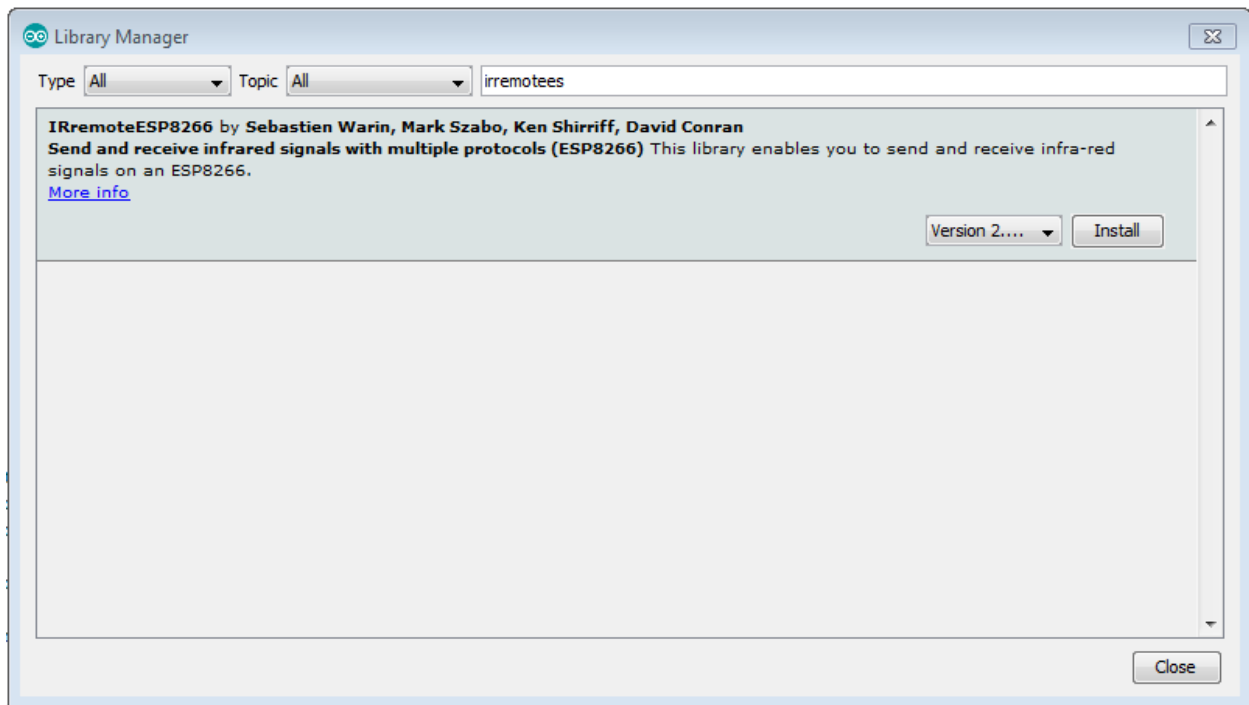 Library Manager
Type All Topic All irremotees
IRremoteESP8266 by Sebastien Warin, Mark Szabo, Ken Shirriff, David Conran
Send and receive infrared signals with multiple protocols (ESP8266) This library enables you to send and receive infra-red
signals on an ESP8266.
More info
Version 2.... Install
Close